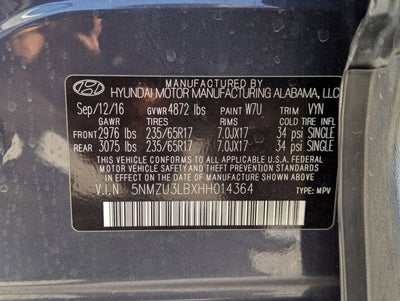 MANUFACTURED BY
HYUNDAI MOTOR MANUFACTURING ALABAMA, LLC
Sep/12/16 GVWR 4872 lbs PAINT W7U TRIM VYN
GAWR TIRES RIMS COLD TIRE INFL
FRONT 2976 lbs 235/65R17 7.0JX17 34 psi SINGLE
REAR 3075 lbs 235/65R17 7.0JX17 34 psi SINGLE
THIS VEHICLE CONFORMS TO ALL APPLICABLE U.S.A. FEDERAL
MOTOR VEHICLE SAFETY AND THEFT PREVENTION STANDARDS
IN EFFECT ON THE DATE OF MANUFACTURE SHOWN ABOVE.
V.I.N 5NMZU3LBXHH014364 TYPE: MPV